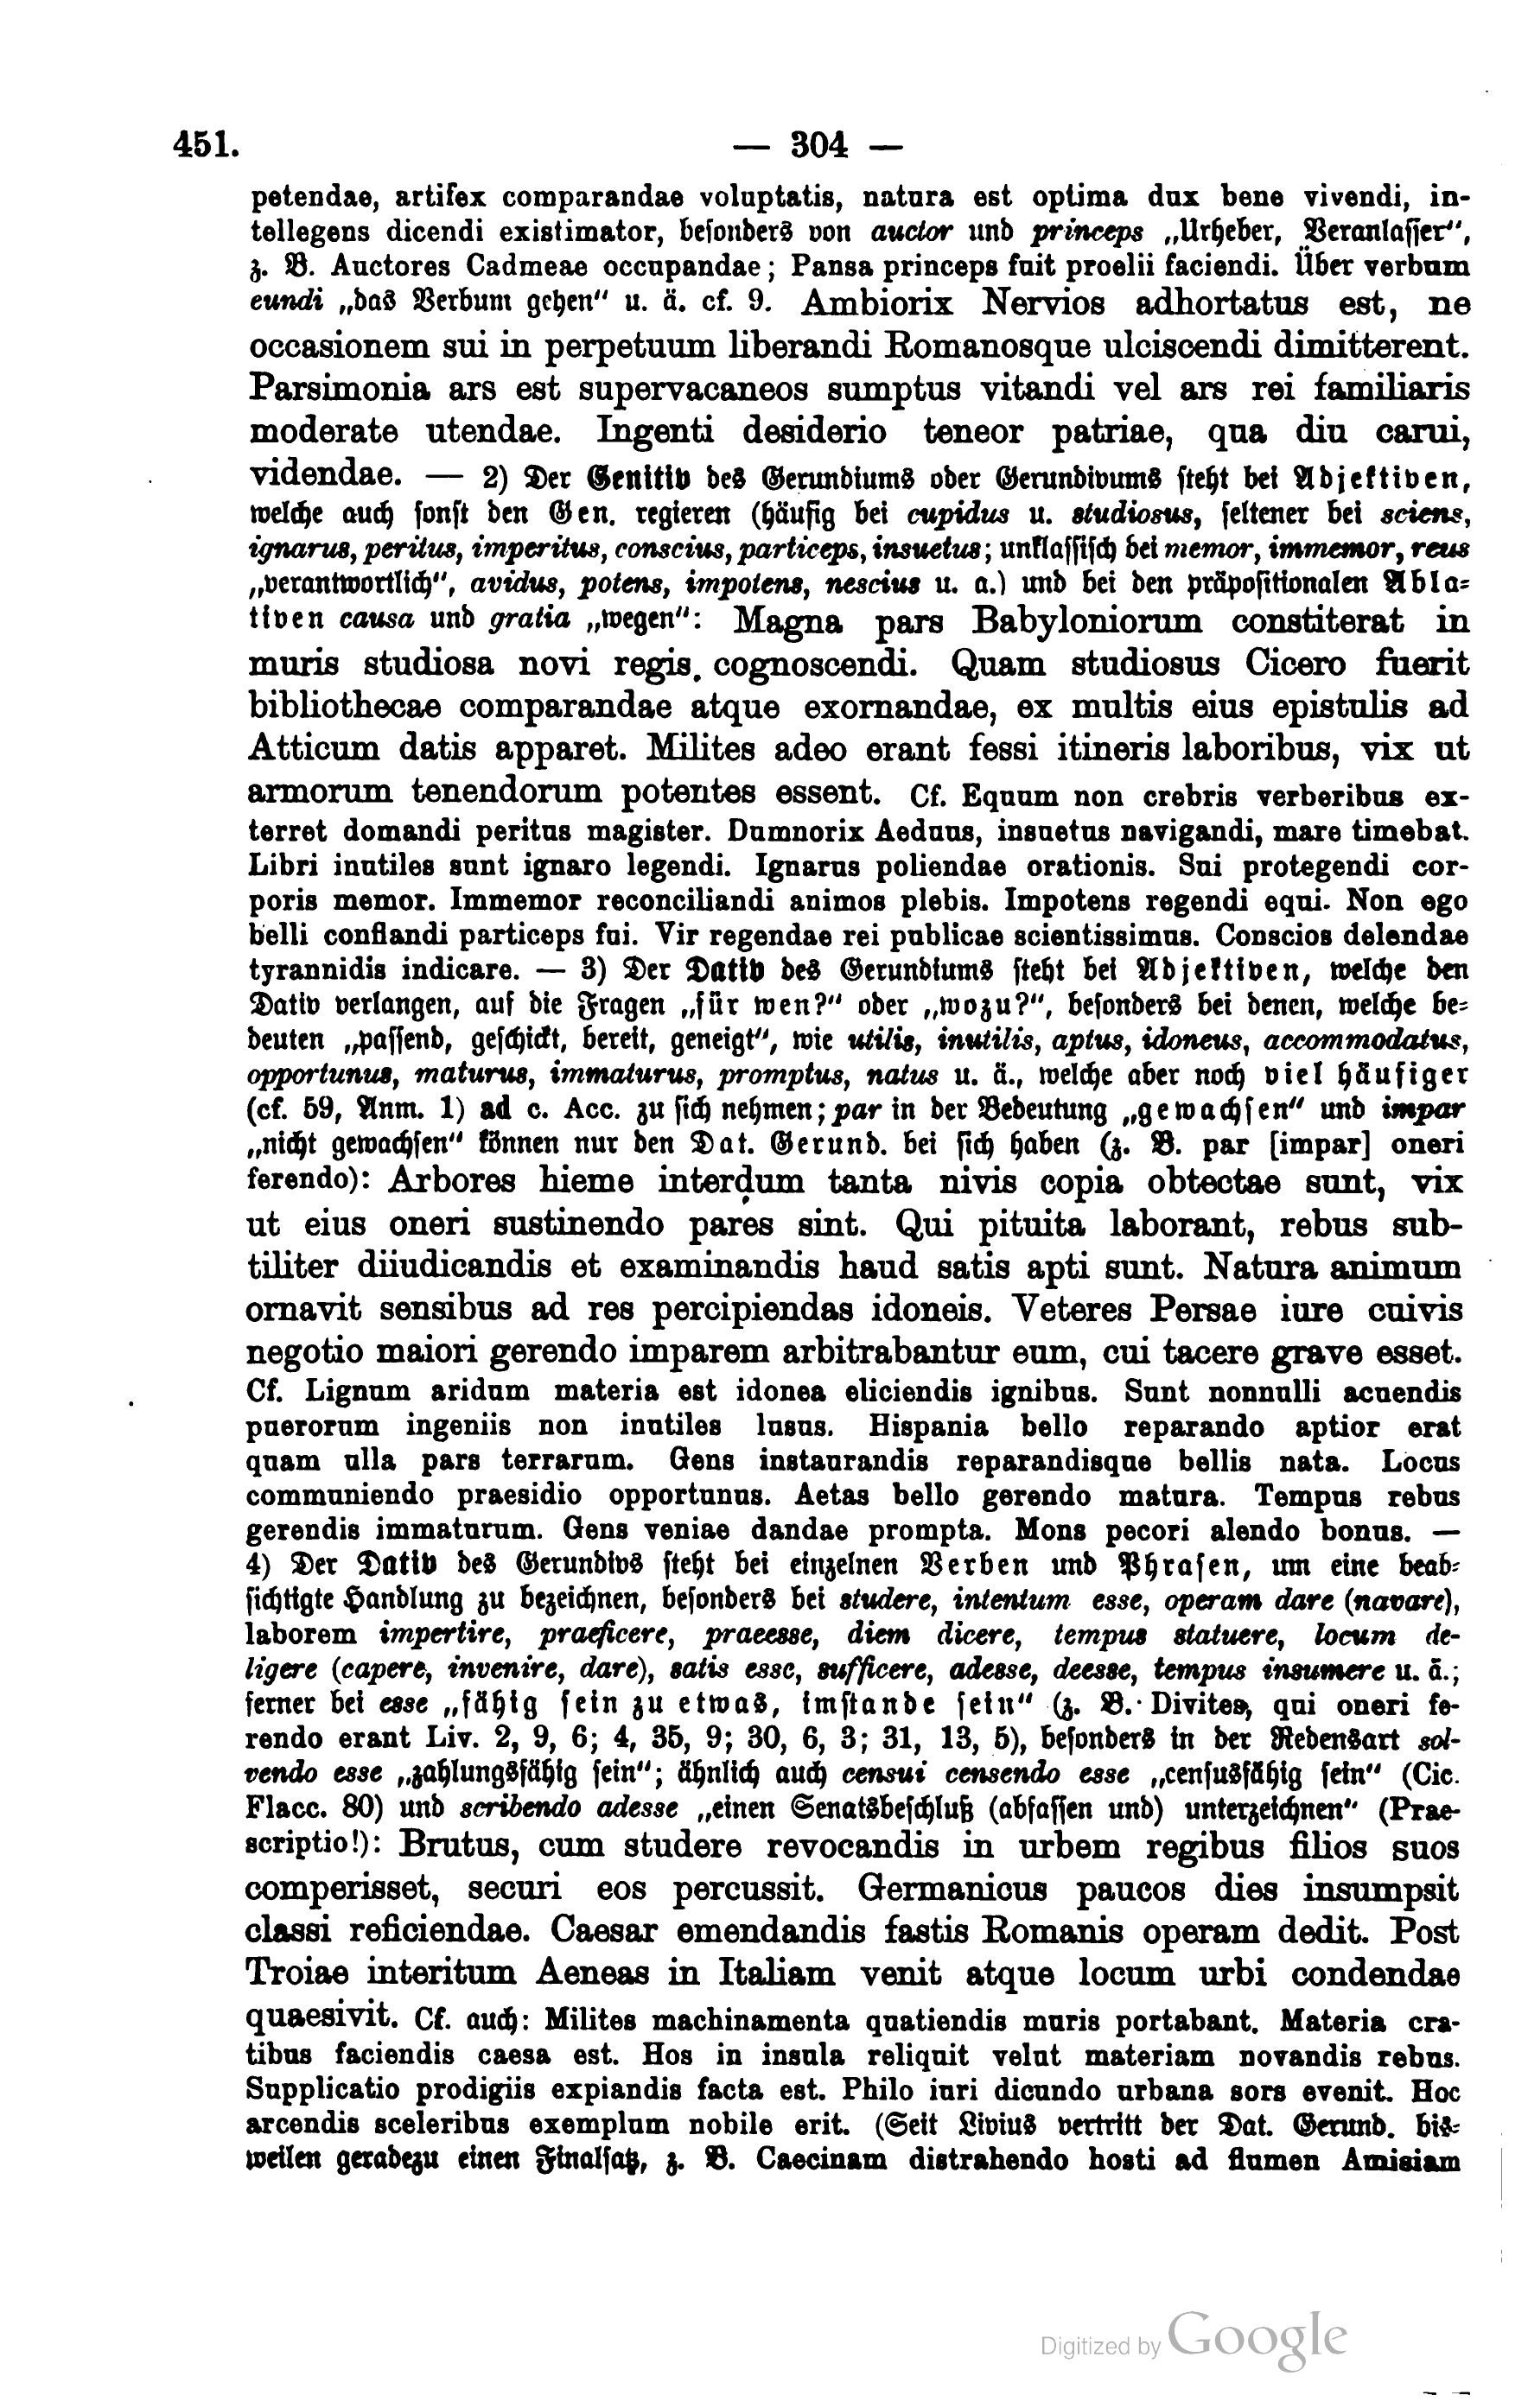 451. — 304 —
petendae, artifex comparandae voluptatis, natura est optima dux bene vivendi, in-
tellegens dicendi existimator, besonders von auctor und princeps „Urheber, Veranlasser“,
z. B. Auctores Cadmeae occupandae; Pansa princeps fuit proelii faciendi. Über verbum
eundi „das Verbum gehen“ u. ä. cf. 9. Ambiorix Nervios adhortatus est, ne
occasionem sui in perpetuum liberandi Romanosque ulciscendi dimitterent.
Parsimonia ars est supervacaneos sumptus vitandi vel ars rei familiaris
moderate utendae. Ingenti desiderio teneor patriae, qua diu carui,
videndae. — 2) Der Genitiv des Gerundiums oder Gerundivums steht bei Adjektiven,
welche auch sonst den Gen. regieren (häufig bei cupidus u. studiosus, seltener bei sciens,
ignarus, peritus, imperitus, conscius, particeps, insuetus; unklassisch bei memor, immemor, reus
„verantwortlich“, avidus, potens, impotens, nescius u. a.) und bei den präpositionalen Abla-
tiven causa und gratia „wegen“: Magna pars Babyloniorum constiterat in
muris studiosa novi regis cognoscendi. Quam studiosus Cicero fuerit
bibliothecae comparandae atque exornandae, ex multis eius epistulis ad
Atticum datis apparet. Milites adeo erant fessi itineris laboribus, vix ut
armorum tenendorum potentes essent. Cf. Equum non crebris verberibus ex-
terret domandi peritus magister. Dumnorix Aeduus, insuetus navigandi, mare timebat.
Libri inutiles sunt ignaro legendi. Ignarus poliendae orationis. Sui protegendi cor-
poris memor. Immemor reconciliandi animos plebis. Impotens regendi equi. Non ego
belli conflandi particeps fui. Vir regendae rei publicae scientissimus. Conscios delendae
tyrannidis indicare. — 3) Der Dativ des Gerundiums steht bei Adjektiven, welche den
Dativ verlangen, auf die Fragen „für wen?“ oder „wozu?“, besonders bei denen, welche be-
deuten „passend, geschickt, bereit, geneigt“, wie utilis, inutilis, aptus, idoneus, accommodatus,
opportunus, maturus, immaturus, promptus, natus u. ä., welche aber noch viel häufiger
(cf. 59, Anm. 1) ad c. Acc. zu sich nehmen; par in der Bedeutung „gewachsen“ und impar
„nicht gewachsen“ können nur den Dat. Gerund. bei sich haben (z. B. par [impar] oneri
ferendo): Arbores hieme interdum tanta nivis copia obtectae sunt, vix
ut eius oneri sustinendo pares sint. Qui pituita laborant, rebus sub-
tiliter diiudicandis et examinandis haud satis apti sunt. Natura animum
ornavit sensibus ad res percipiendas idoneis. Veteres Persae iure cuivis
negotio maiori gerendo imparem arbitrabantur eum, cui tacere grave esset.
Cf. Lignum aridum materia est idonea eliciendis ignibus. Sunt nonnulli acuendis
puerorum ingeniis non inutiles lusus. Hispania bello reparando aptior erat
quam ulla pars terrarum. Gens instaurandis reparandisque bellis nata. Locus
communiendo praesidio opportunus. Aetas bello gerendo matura. Tempus rebus
gerendis immaturum. Gens veniae dandae prompta. Mons pecori alendo bonus. —
4) Der Dativ des Gerundivs steht bei einzelnen Verben und Phrasen, um eine beab-
sichtigte Handlung zu bezeichnen, besonders bei studere, intentum esse, operam dare (navare),
laborem impertire, praeficere, praeesse, diem dicere, tempus statuere, locum de-
ligere (capere, invenire, dare), satis esse, sufficere, adesse, deesse, tempus insumere u. ä.;
ferner bei esse „fähig sein zu etwas, imstande sein“ (z. B. Divites, qui oneri fe-
rendo erant Liv. 2, 9, 6; 4, 35, 9; 30, 6, 3; 31, 13, 5), besonders in der Redensart sol-
vendo esse „zahlungsfähig sein“; ähnlich auch censui censendo esse „censusfähig sein“ (Cic.
Flacc. 80) und scribendo adesse „einen Senatsbeschluß (abfassen und) unterzeichnen“ (Prae-
scriptio!): Brutus, cum studere revocandis in urbem regibus filios suos
comperisset, securi eos percussit. Germanicus paucos dies insumpsit
classi reficiendae. Caesar emendandis fastis Romanis operam dedit. Post
Troiae interitum Aeneas in Italiam venit atque locum urbi condendae
quaesivit. Cf. auch: Milites machinamenta quatiendis muris portabant. Materia cra-
tibus faciendis caesa est. Hos in insula reliquit velut materiam novandis rebus.
Supplicatio prodigiis expiandis facta est. Philo iuri dicundo urbana sors evenit. Hoc
arcendis sceleribus exemplum nobile erit. (Seit Livius vertritt der Dat. Gerund. bis-
weilen geradezu einen Finalsatz, z. B. Caecinam distrahendo hosti ad flumen Amisiam
Digitized by Google